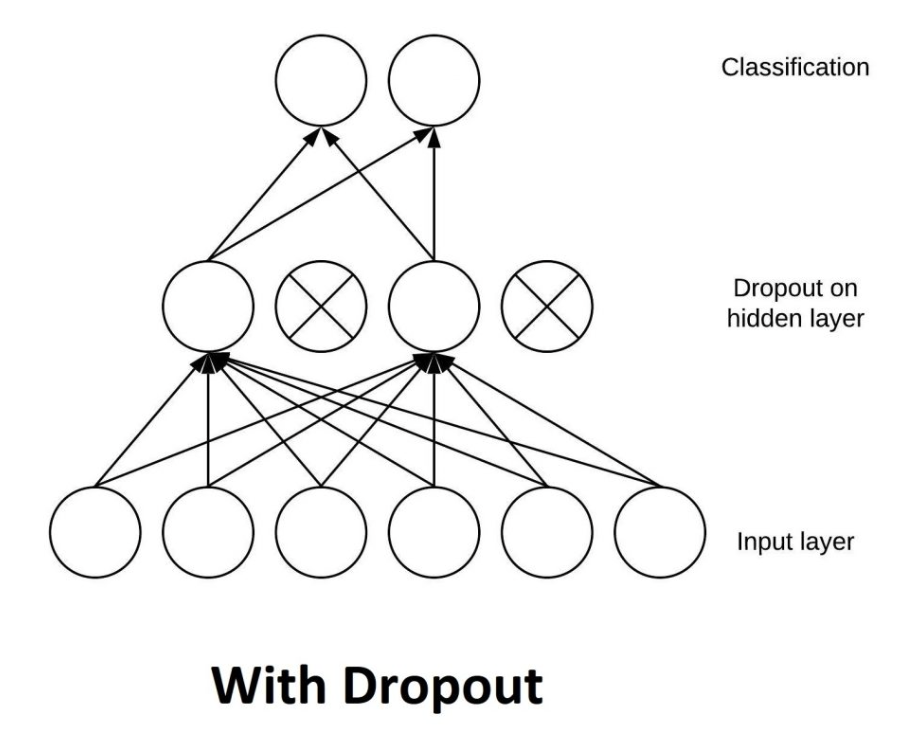 Classification
Dropout on
hidden layer
Input layer
With Dropout